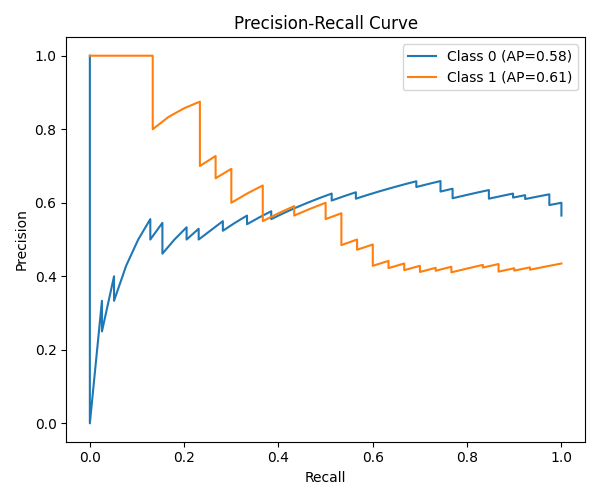 Precision-Recall Curve
Class 0 (AP=0.58)
Class 1 (AP=0.61)
Precision
1.0
0.8
0.6
0.4
0.2
0.0
0.0 0.2 0.4 0.6 0.8 1.0
Recall